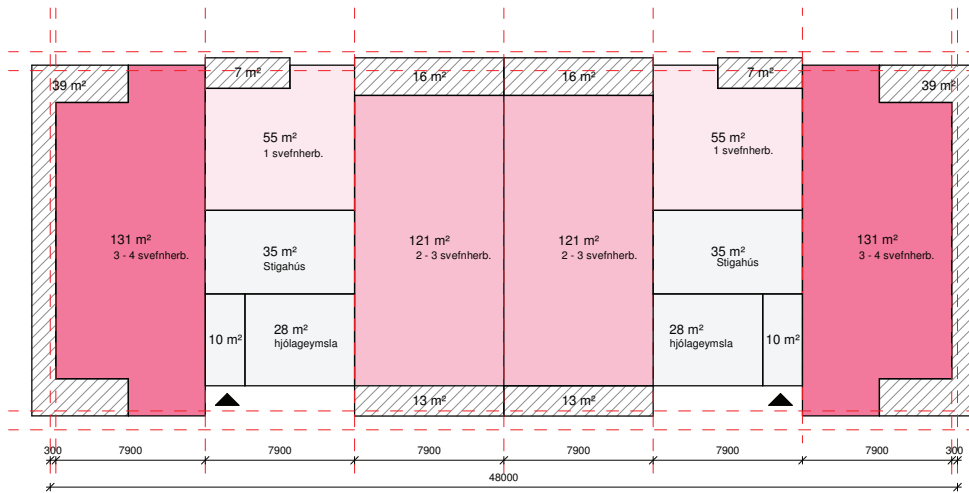 7 m²
16 m²
16 m²
7 m²
39 m²
39 m²
55 m²
1 svefnherb.
55 m²
1 svefnherb.
131 m²
3 - 4 svefnherb.
35 m²
Stigahús
121 m²
2 - 3 svefnherb.
121 m²
2 - 3 svefnherb.
35 m²
Stigahús
131 m²
3 - 4 svefnherb.
10 m²
28 m²
hjólageymsla
28 m²
hjólageymsla
10 m²
13 m²
13 m²
300 7900 7900 7900 7900 7900 7900 300
48000